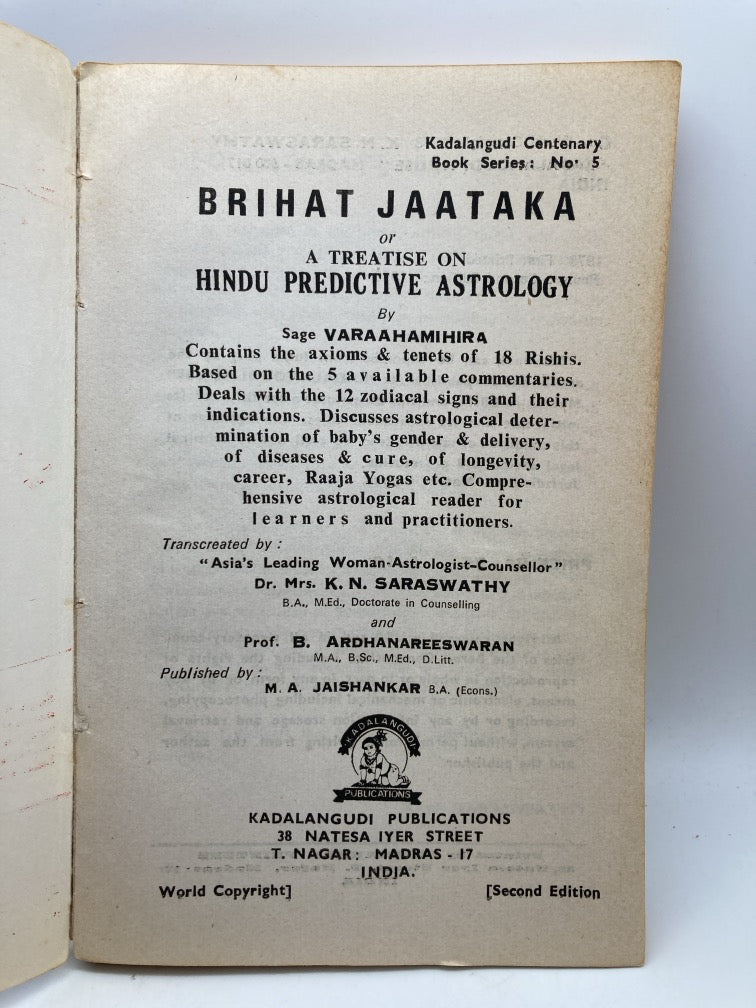 Kadalangudi Centenary
Book Series: No. 5
BRIHAT JAATAKA
or
A TREATISE ON
HINDU PREDICTIVE ASTROLOGY
By
Sage VARAAHAMIHIRA
Contains the axioms & tenets of 18 Rishis.
Based on the 5 available commentaries.
Deals with the 12 zodiacal signs and their
indications. Discusses astrological deter-
mination of baby's gender & delivery,
of diseases & cure, of longevity,
career, Raaja Yogas etc. Compre-
hensive astrological reader for
learners and practitioners.
Transcreated by :
"Asia's Leading Woman-Astrologist-Counsellor"
Dr. Mrs. K. N. SARASWATHY
B.A., M.Ed., Doctorate in Counselling
and
Prof. B. ARDHANAREESWARAN
M.A., B.Sc., M.Ed., D.Litt.
Published by :
M. A. JAISHANKAR B.A. (Econs.)
KADALANGUDI
PUBLICATIONS
KADALANGUDI PUBLICATIONS
38 NATESA IYER STREET
T. NAGAR: MADRAS - 17
INDIA.
World Copyright] [Second Edition